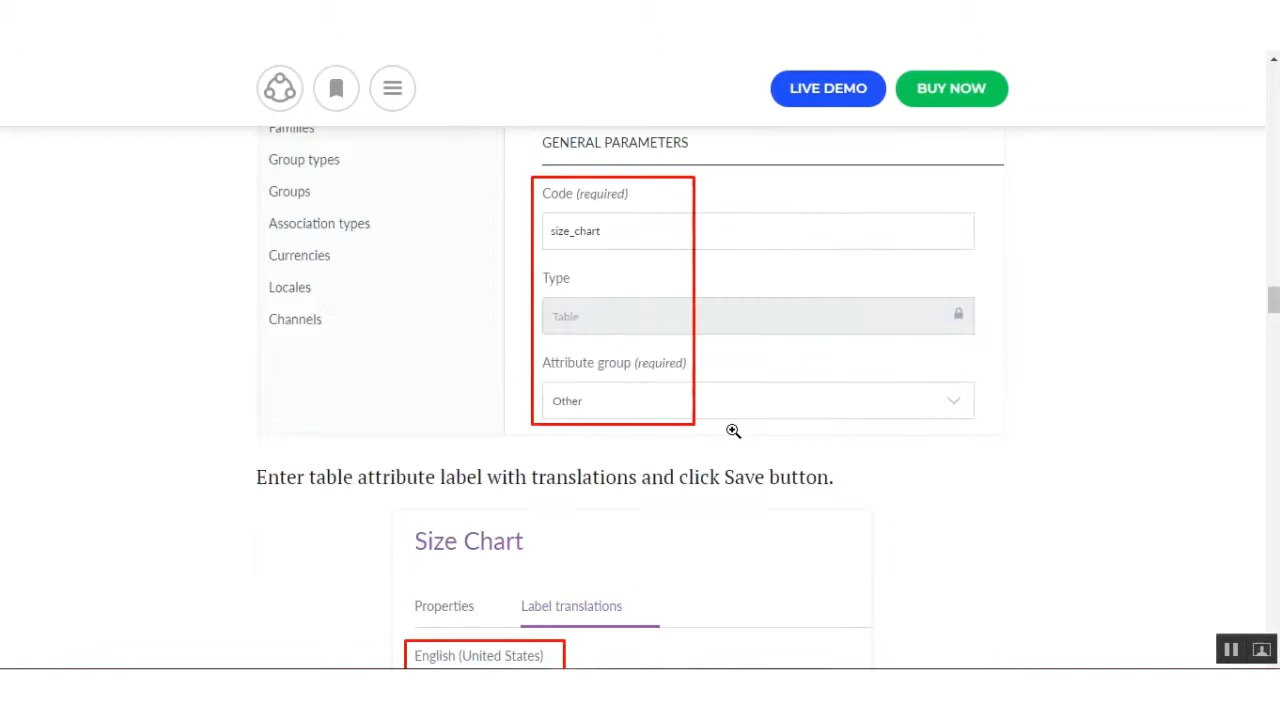 LIVE DEMO
BUY NOW
Families
Group types
Groups
Association types
Currencies
Locales
Channels
GENERAL PARAMETERS
Code (required)
size_chart
Type
Table
Attribute group (required)
Other
Enter table attribute label with translations and click Save button.
Size Chart
Properties
Label translations
English (United States)